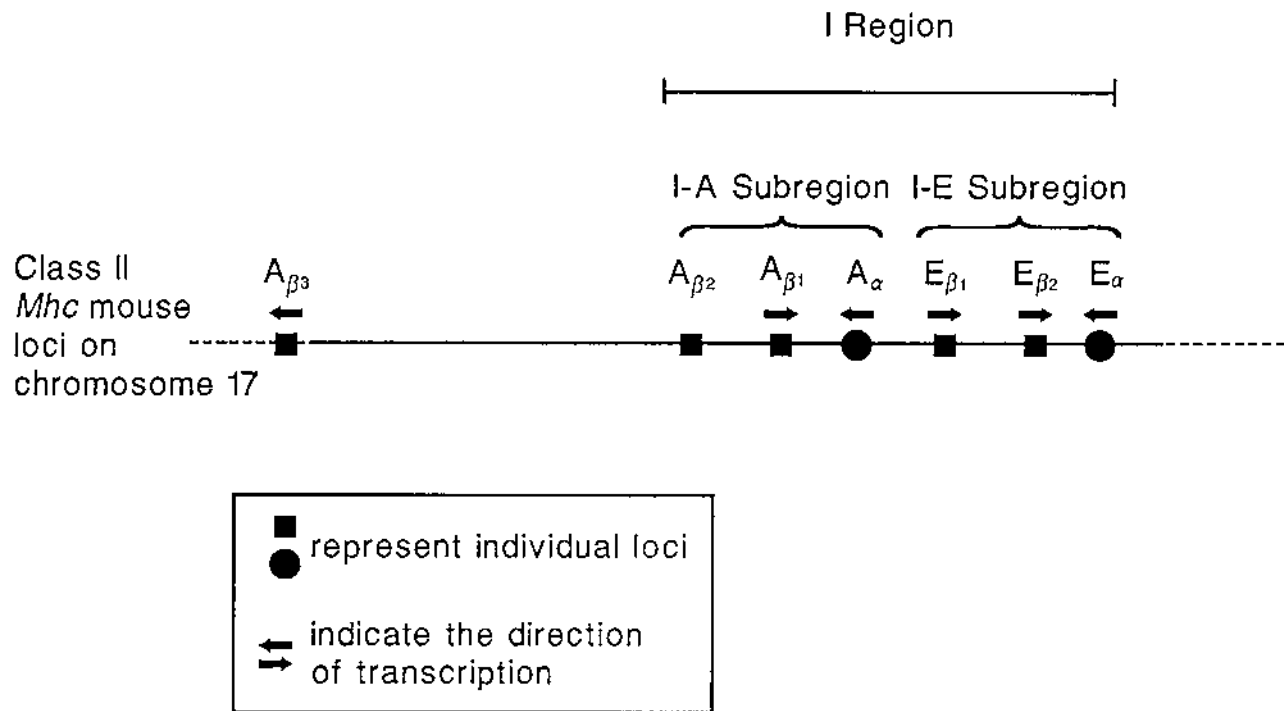 I Region
I-A Subregion I-E Subregion
Class II
Mhc mouse
loci on
chromosome 17
Aβ3 Aβ2 Aβ1 Aα Eβ1 Eβ2 Eα
represent individual loci
indicate the direction
of transcription